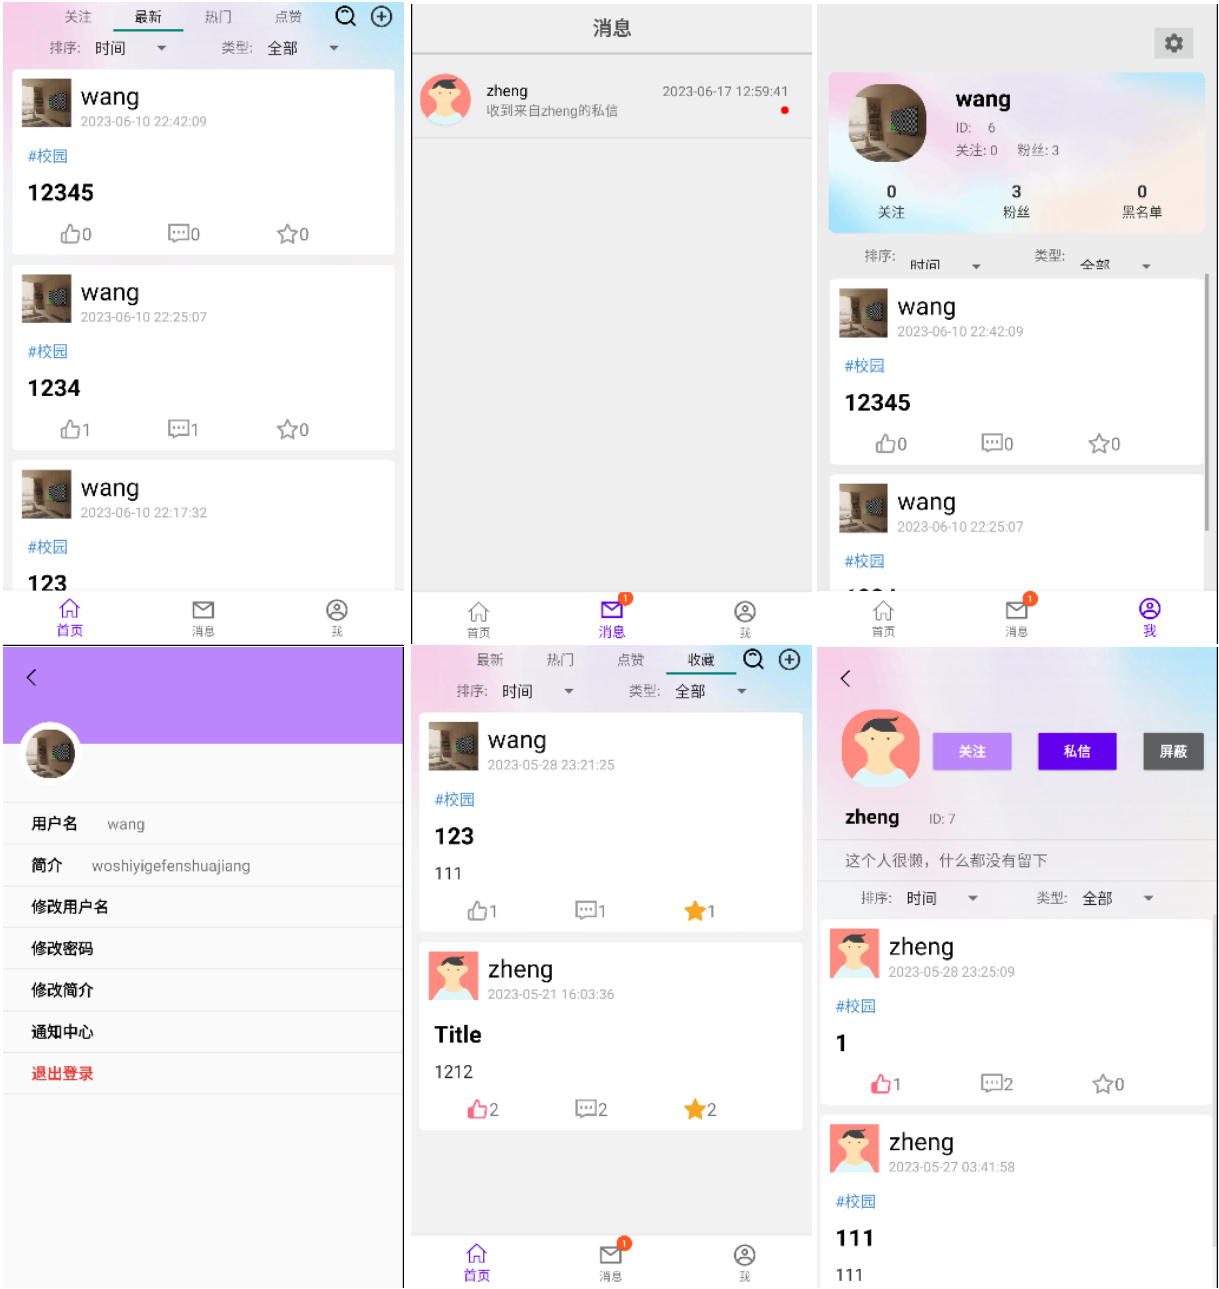 关注 最新 热门 点赞
排序: 时间 类型: 全部
wang
2023-06-10 22:42:09
#校园
12345
0 0 0
wang
2023-06-10 22:25:07
#校园
1234
1 1 0
wang
2023-06-10 22:17:32
#校园
123
首页 消息 我
消息
zheng 2023-06-17 12:59:41
收到来自zheng的私信
1
首页 消息 我
wang
ID: 6
关注: 0 粉丝: 3
0 3 0
关注 粉丝 黑名单
排序: 时间 类型: 全部
wang
2023-06-10 22:42:09
#校园
12345
0 0 0
wang
2023-06-10 22:25:07
#校园
1234
1
首页 消息 我
用户名 wang
简介 woshiyigefenshuajiang
修改用户名
修改密码
修改简介
通知中心
退出登录
最新 热门 点赞 收藏
排序: 时间 类型: 全部
wang
2023-05-28 23:21:25
#校园
123
111
1 1 1
zheng
2023-05-21 16:03:36
Title
1212
2 2 2
1
首页 消息 我
关注 私信 屏蔽
zheng ID: 7
这个人很懒，什么都没有留下
排序: 时间 类型: 全部
zheng
2023-05-28 23:25:09
#校园
1
1 2 0
zheng
2023-05-27 03:41:58
#校园
111
111